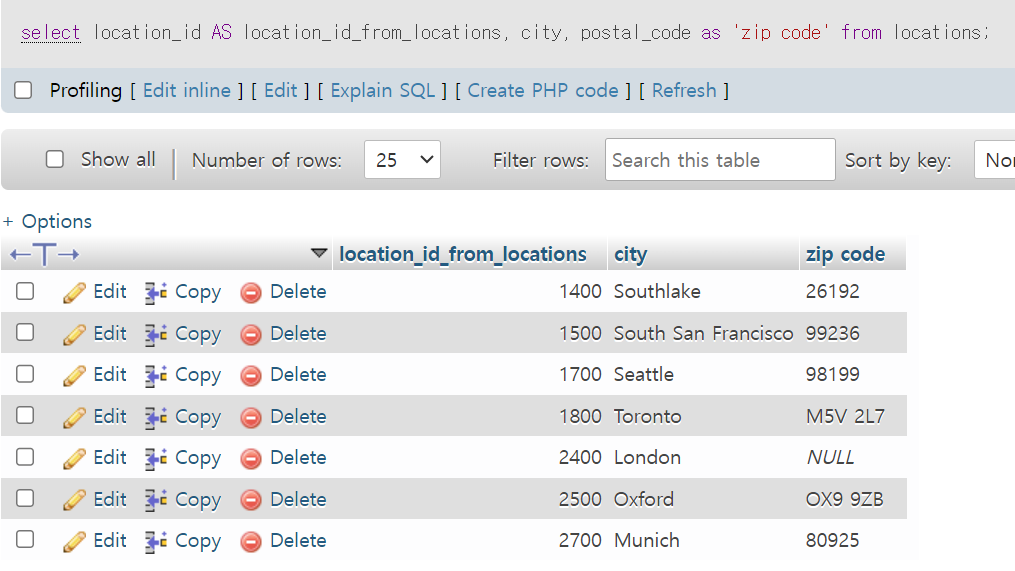 select location_id AS location_id_from_locations, city, postal_code as 'zip code' from locations;
Profiling [ Edit inline ] [ Edit ] [ Explain SQL ] [ Create PHP code ] [ Refresh ]
Show all Number of rows: 25 Filter rows: Search this table Sort by key: Nor
+ Options
←T→ location_id_from_locations city zip code
Edit Copy Delete 1400 Southlake 26192
Edit Copy Delete 1500 South San Francisco 99236
Edit Copy Delete 1700 Seattle 98199
Edit Copy Delete 1800 Toronto M5V 2L7
Edit Copy Delete 2400 London NULL
Edit Copy Delete 2500 Oxford OX9 9ZB
Edit Copy Delete 2700 Munich 80925